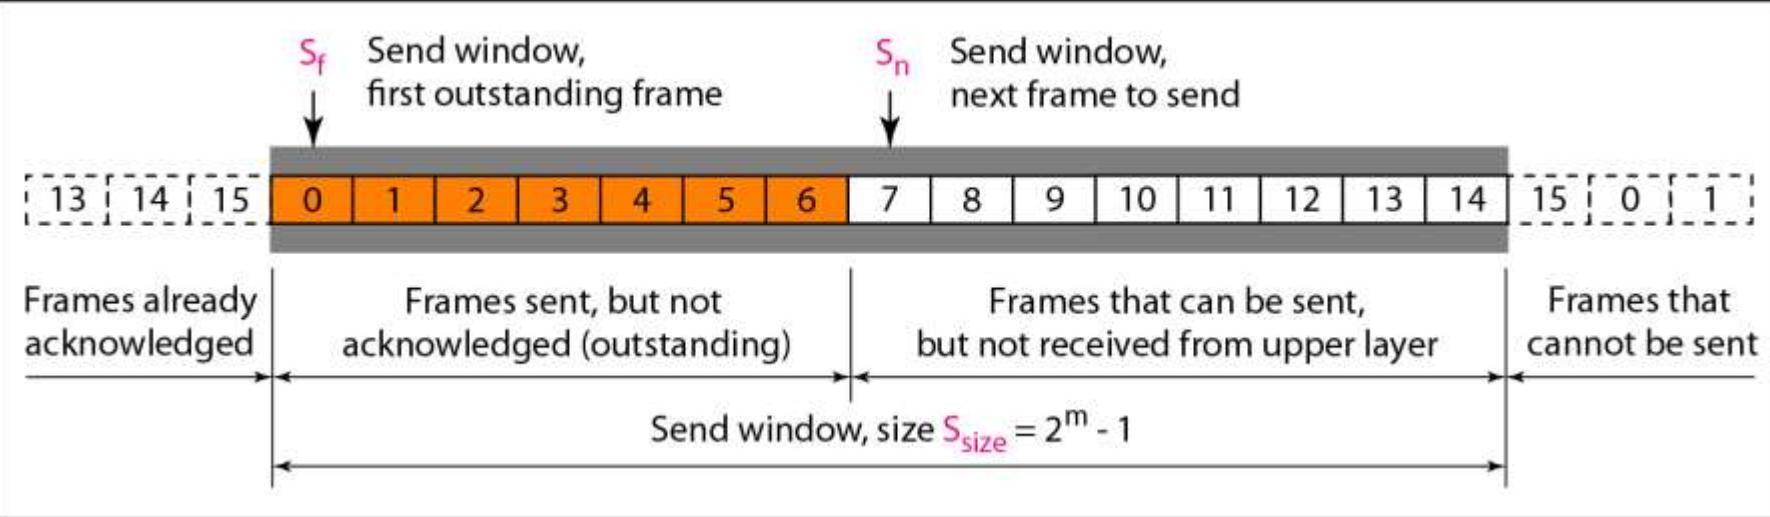 Sf Send window,
first outstanding frame
Sn Send window,
next frame to send
13 14 15 0 1 2 3 4 5 6 7 8 9 10 11 12 13 14 15 0 1
Frames already
acknowledged
Frames sent, but not
acknowledged (outstanding)
Frames that can be sent,
but not received from upper layer
Frames that
cannot be sent
Send window, size Ssize = 2^m - 1